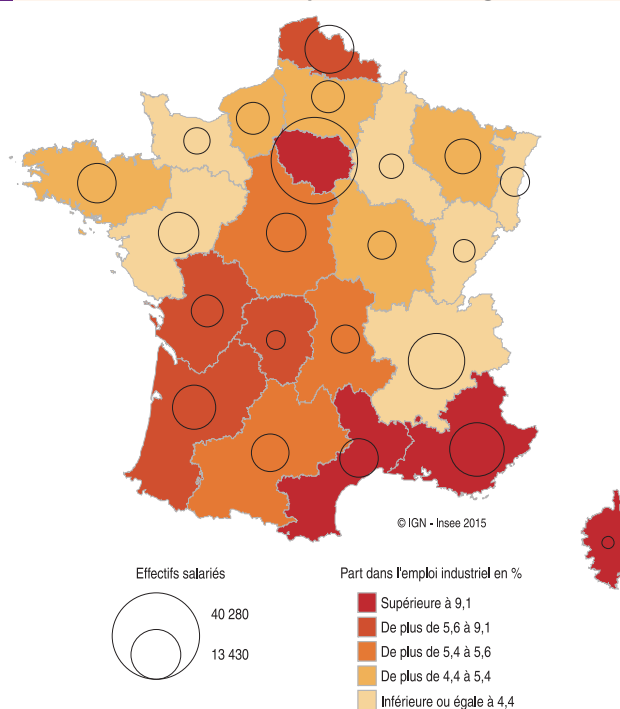 © IGN - Insee 2015
Effectifs salariés
40 280
13 430
Part dans l'emploi industriel en %
Supérieure à 9,1
De plus de 5,6 à 9,1
De plus de 5,4 à 5,6
De plus de 4,4 à 5,4
Inférieure ou égale à 4,4